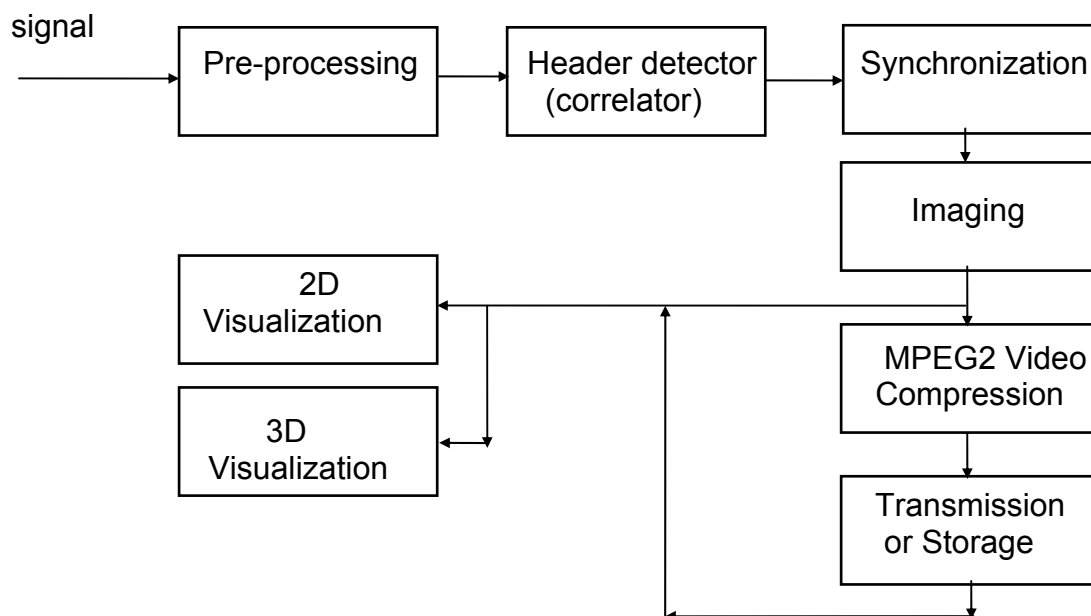 signal
Pre-processing
Header detector
(correlator)
Synchronization
Imaging
2D
Visualization
MPEG2 Video
Compression
3D
Visualization
Transmission
or Storage